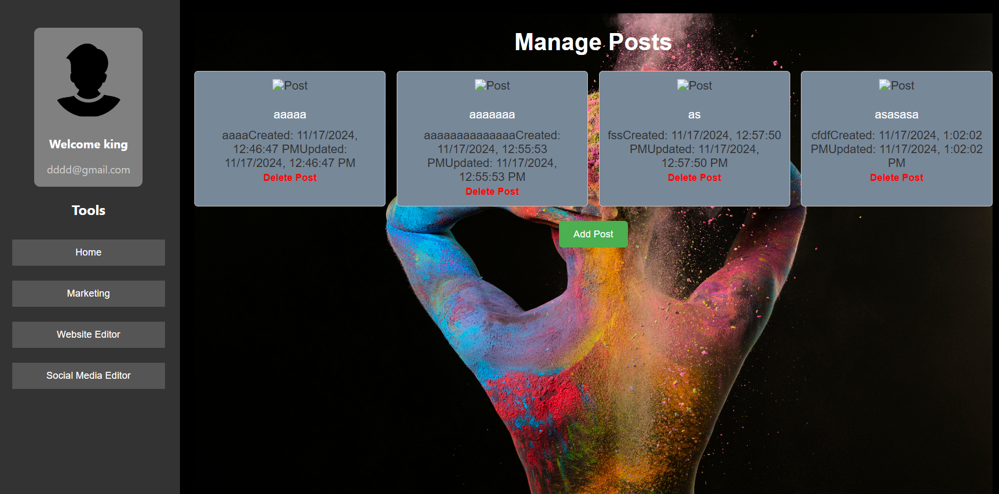 Welcome king
dddd@gmail.com
Tools
Home
Marketing
Website Editor
Social Media Editor
Manage Posts
Post
aaaaa
aaaaCreated: 11/17/2024,
12:46:47 PMUpdated:
11/17/2024, 12:46:47 PM
Delete Post
Post
aaaaaaa
aaaaaaaaaaaaaaCreated:
11/17/2024, 12:55:53
PMUpdated: 11/17/2024,
12:55:53 PM
Delete Post
Post
as
fssCreated: 11/17/2024, 12:57:50
PMUpdated: 11/17/2024,
12:57:50 PM
Delete Post
Post
asasasa
cfdfCreated: 11/17/2024, 1:02:02
PMUpdated: 11/17/2024, 1:02:02
PM
Delete Post
Add Post